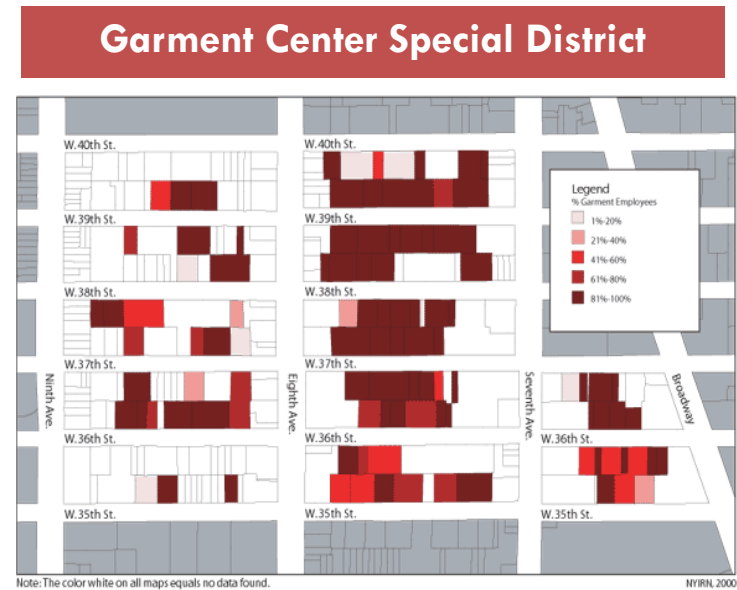 Garment Center Special District
W.40th St.
W.40th St.
Legend
% Garment Employees
1%-20%
21%-40%
41%-60%
61%-80%
81%-100%
W.39th St.
W.39th St.
W.38th St.
W.38th St.
W.37th St.
W.37th St.
Ninth Ave.
Eighth Ave.
Seventh Ave.
Broadway
W.36th St.
W.36th St.
W.36th St.
W.35th St.
W.35th St.
W.35th St.
Note: The color white on all maps equals no data found.
NYIRN, 2000